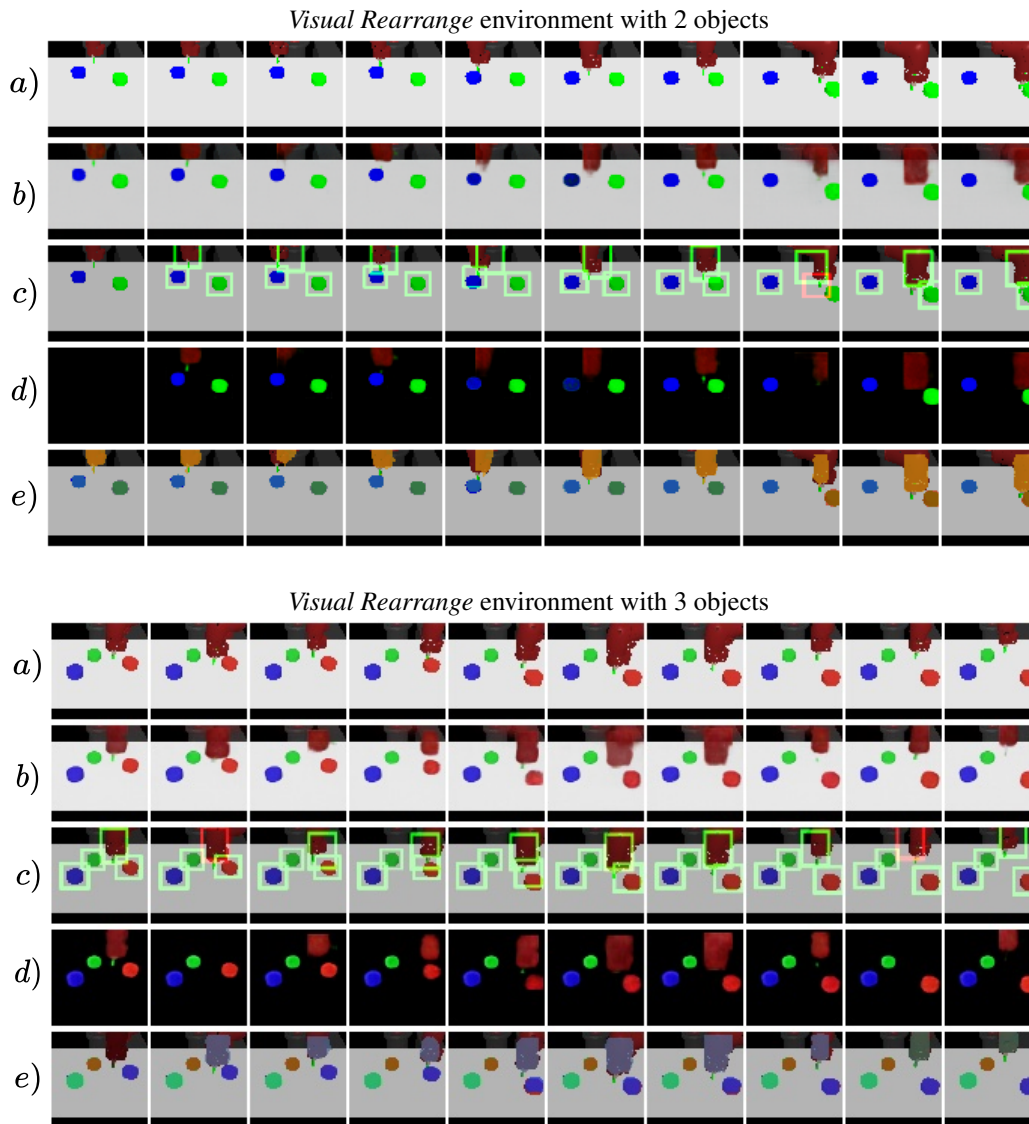 Visual Rearrange environment with 2 objects
a)
b)
c)
d)
e)
Visual Rearrange environment with 3 objects
a)
b)
c)
d)
e)